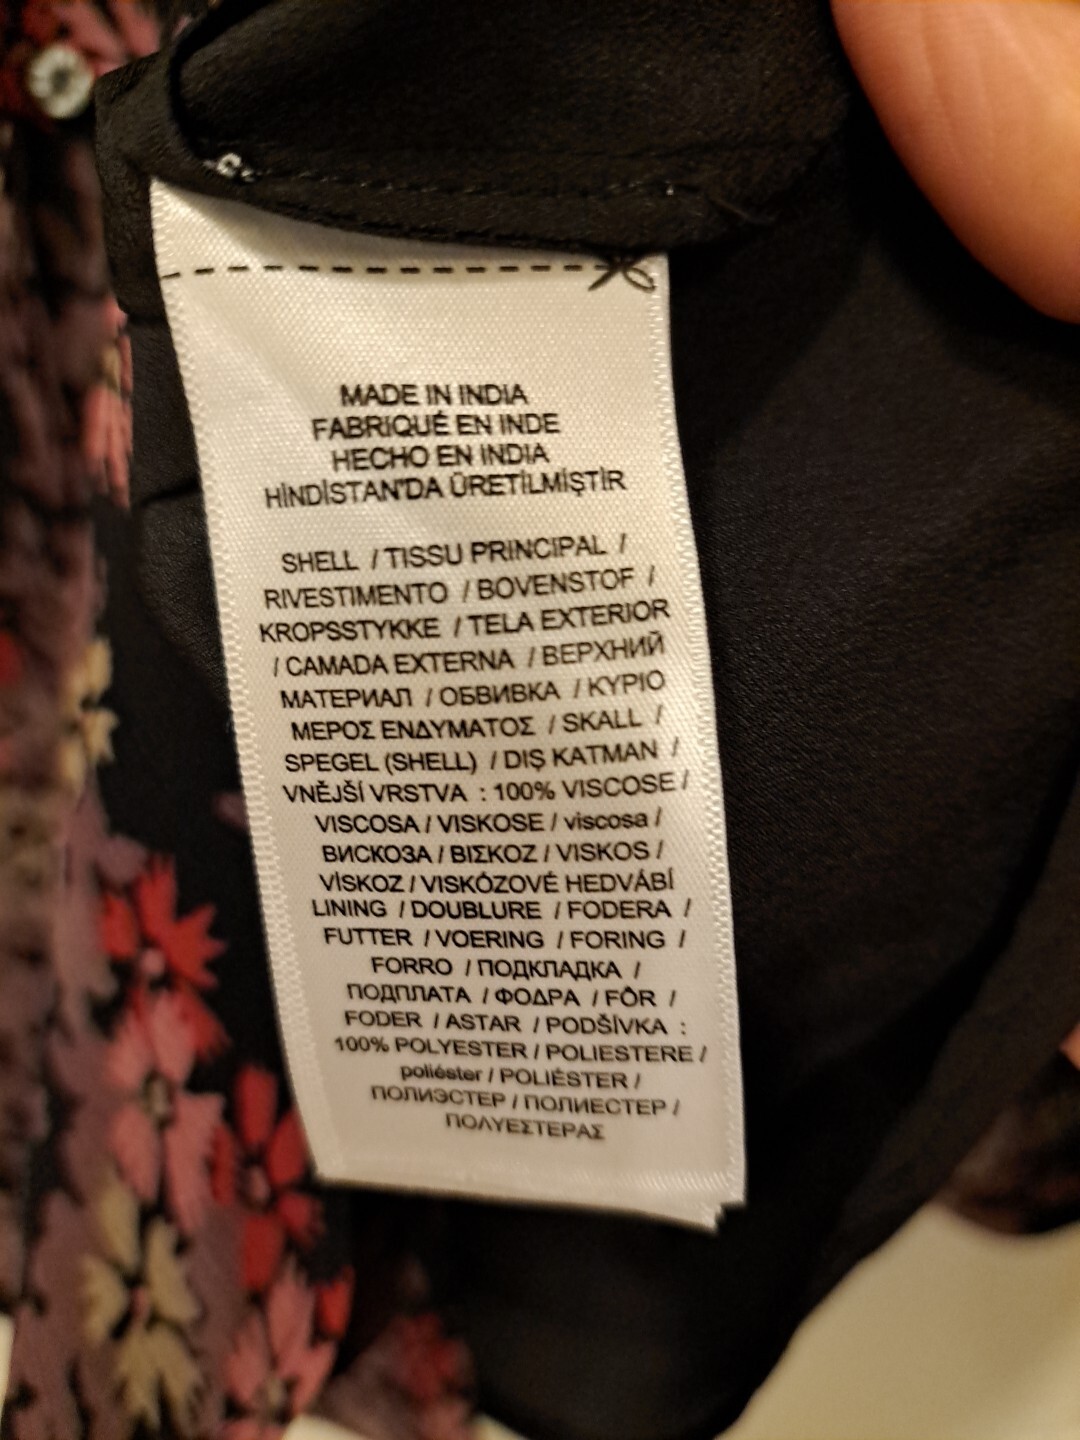 MADE IN INDIA
FABRIQUÉ EN INDE
HECHO EN INDIA
HİNDİSTAN'DA ÜRETİLMİŞTİR
SHELL / TISSU PRINCIPAL /
RIVESTIMENTO / BOVENSTOF /
KROPSSTYKKE / TELA EXTERIOR
/ CAMADA EXTERNA / ВЕРХНИЙ
МАТЕРИАЛ / ОБВИВКА / ΚΥΡΙΟ
ΜΕΡΟΣ ΕΝΔΥΜΑΤΟΣ / SKALL /
SPEGEL (SHELL) / DIŞ KATMAN /
VNĚJŠÍ VRSTVA : 100% VISCOSE /
VISCOSA / VISKOSE / viscosa /
ВИСКОЗА / ΒΙΣΚΟΖ / VISKOS /
VİSKOZ / VISKÓZOVÉ HEDVÁBÍ
LINING / DOUBLURE / FODERA /
FUTTER / VOERING / FORING /
FORRO / ПОДКЛАДКА /
ПОДПЛАТА / ΦΟΔΡΑ / FÔR /
FODER / ASTAR / PODŠÍVKA :
100% POLYESTER / POLIESTERE /
poliéster / POLIÉSTER /
ПОЛИЭСТЕР / ПОЛИЕСТЕР /
ΠΟΛΥΕΣΤΕΡΑΣ